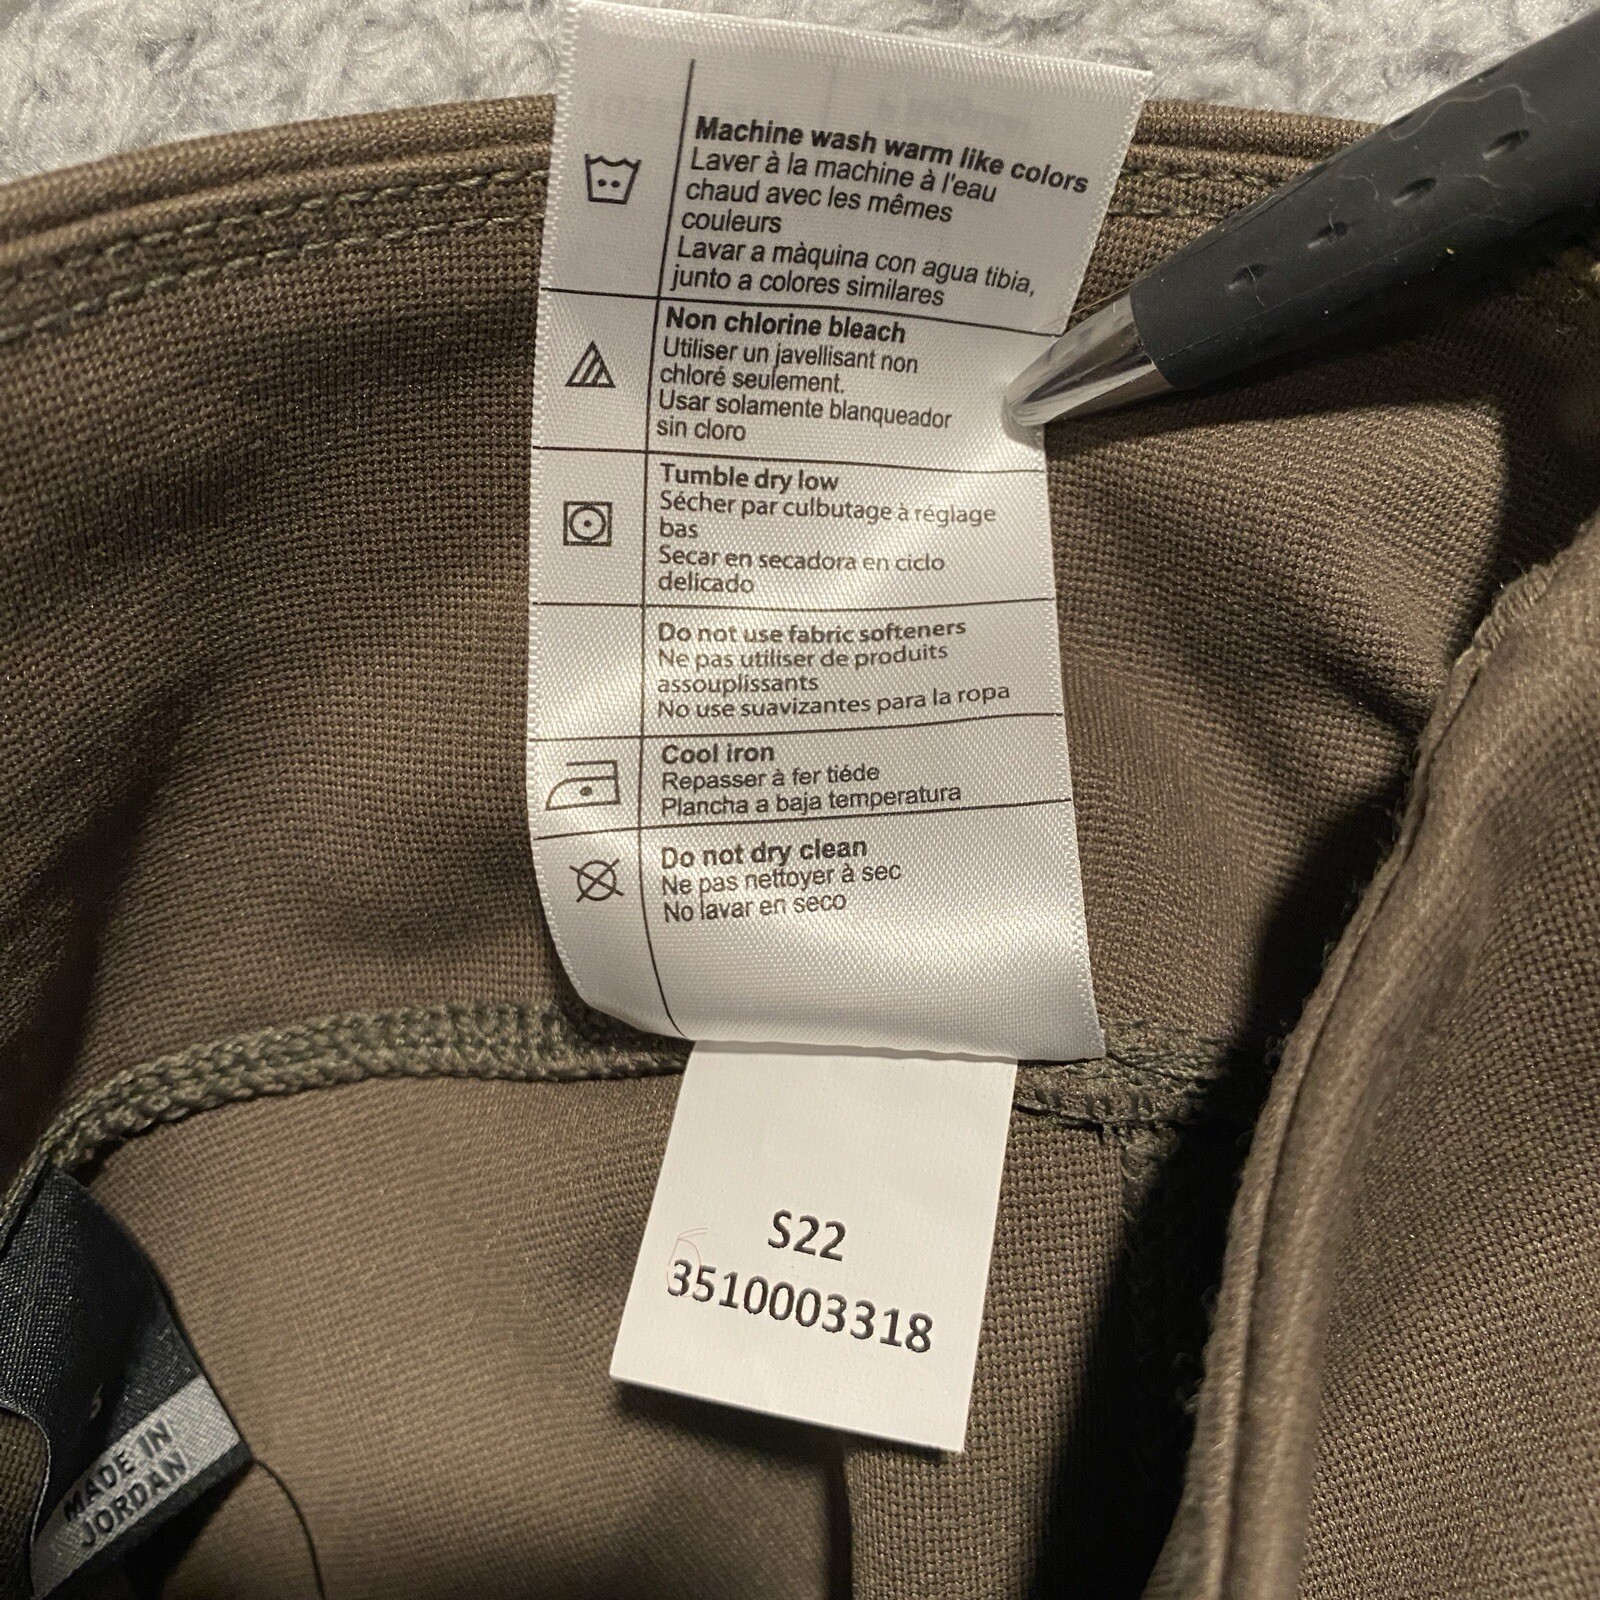 Machine wash warm like colors
Laver à la machine à l'eau
chaud avec les mêmes
couleurs
Lavar a màquina con agua tibia,
junto a colores similares
Non chlorine bleach
Utiliser un javellisant non
chloré seulement.
Usar solamente blanqueador
sin cloro
Tumble dry low
Sécher par culbutage à réglage
bas
Secar en secadora en ciclo
delicado
Do not use fabric softeners
Ne pas utiliser de produits
assouplissants
No use suavizantes para la ropa
Cool iron
Repasser à fer tiéde
Plancha a baja temperatura
Do not dry clean
Ne pas nettoyer à sec
No lavar en seco
S22
3510003318
MADE IN
JORDAN